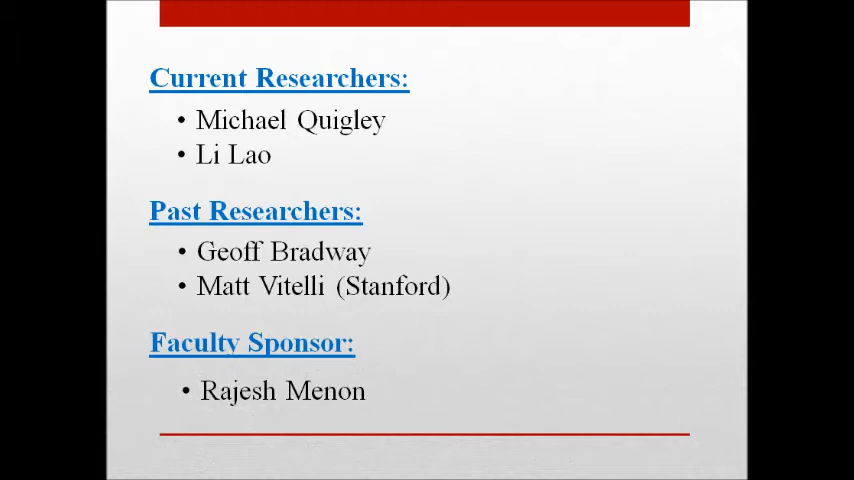 Current Researchers:
• Michael Quigley
• Li Lao
Past Researchers:
• Geoff Bradway
• Matt Vitelli (Stanford)
Faculty Sponsor:
• Rajesh Menon